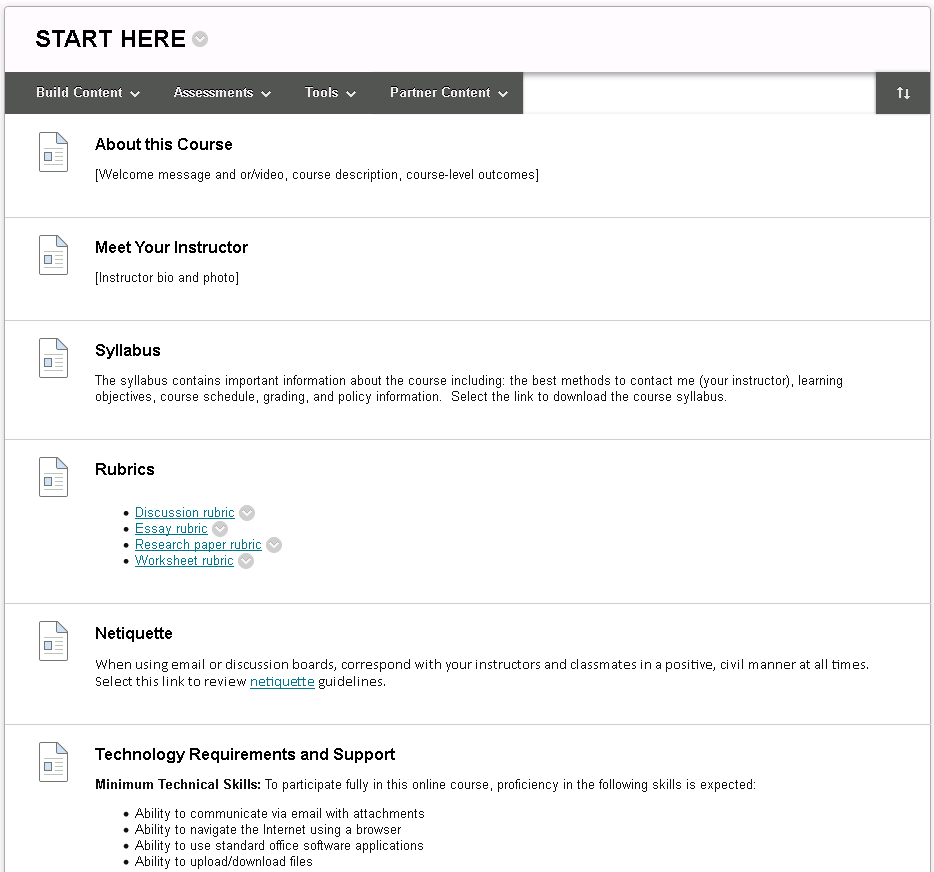 START HERE
Build Content Assessments Tools Partner Content
About this Course
[Welcome message and or/video, course description, course-level outcomes]
Meet Your Instructor
[Instructor bio and photo]
Syllabus
The syllabus contains important information about the course including: the best methods to contact me (your instructor), learning
objectives, course schedule, grading, and policy information.  Select the link to download the course syllabus.
Rubrics
• Discussion rubric
• Essay rubric
• Research paper rubric
• Worksheet rubric
Netiquette
When using email or discussion boards, correspond with your instructors and classmates in a positive, civil manner at all times.
Select this link to review netiquette guidelines.
Technology Requirements and Support
Minimum Technical Skills: To participate fully in this online course, proficiency in the following skills is expected:
• Ability to communicate via email with attachments
• Ability to navigate the Internet using a browser
• Ability to use standard office software applications
• Ability to upload/download files